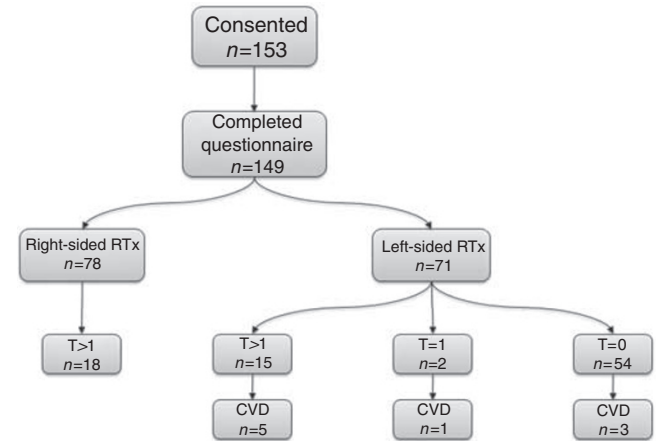 Consented
n=153
Completed
questionnaire
n=149
Right-sided RTx
n=78
Left-sided RTx
n=71
T>1
n=18
T>1
n=15
T=1
n=2
T=0
n=54
CVD
n=5
CVD
n=1
CVD
n=3